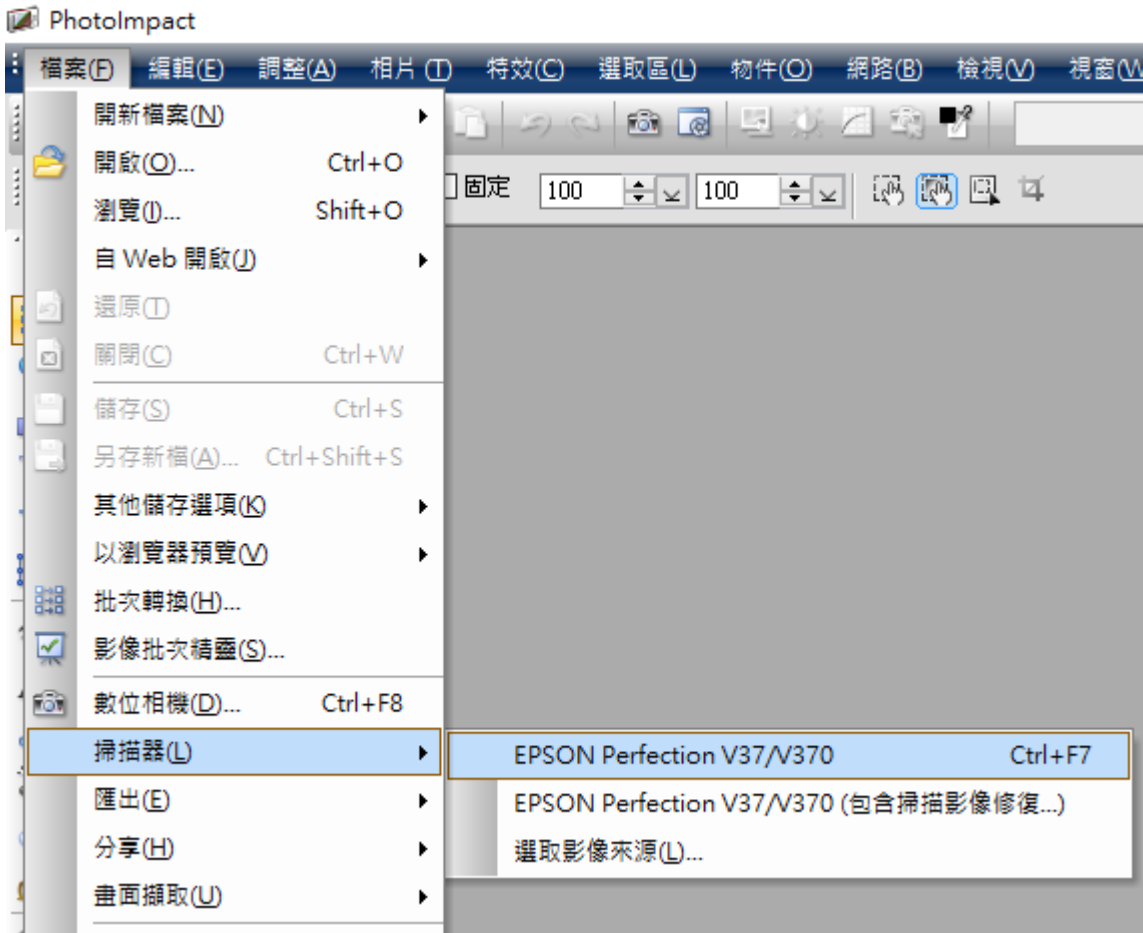 PhotoImpact
檔案(F) 編輯(E) 調整(A) 相片(T) 特效(C) 選取區(L) 物件(O) 網路(B) 檢視(V) 視窗(W
開新檔案(N)
開啟(O)... Ctrl+O
固定 100 100
瀏覽(I)... Shift+O
自 Web 開啟(J)
還原(T)
關閉(C) Ctrl+W
儲存(S) Ctrl+S
另存新檔(A)... Ctrl+Shift+S
其他儲存選項(K)
以瀏覽器預覽(V)
批次轉換(H)...
影像批次精靈(S)...
數位相機(D)... Ctrl+F8
掃描器(L)
EPSON Perfection V37/V370 Ctrl+F7
匯出(E)
EPSON Perfection V37/V370 (包含掃描影像修復...)
分享(H)
選取影像來源(L)...
畫面擷取(U)